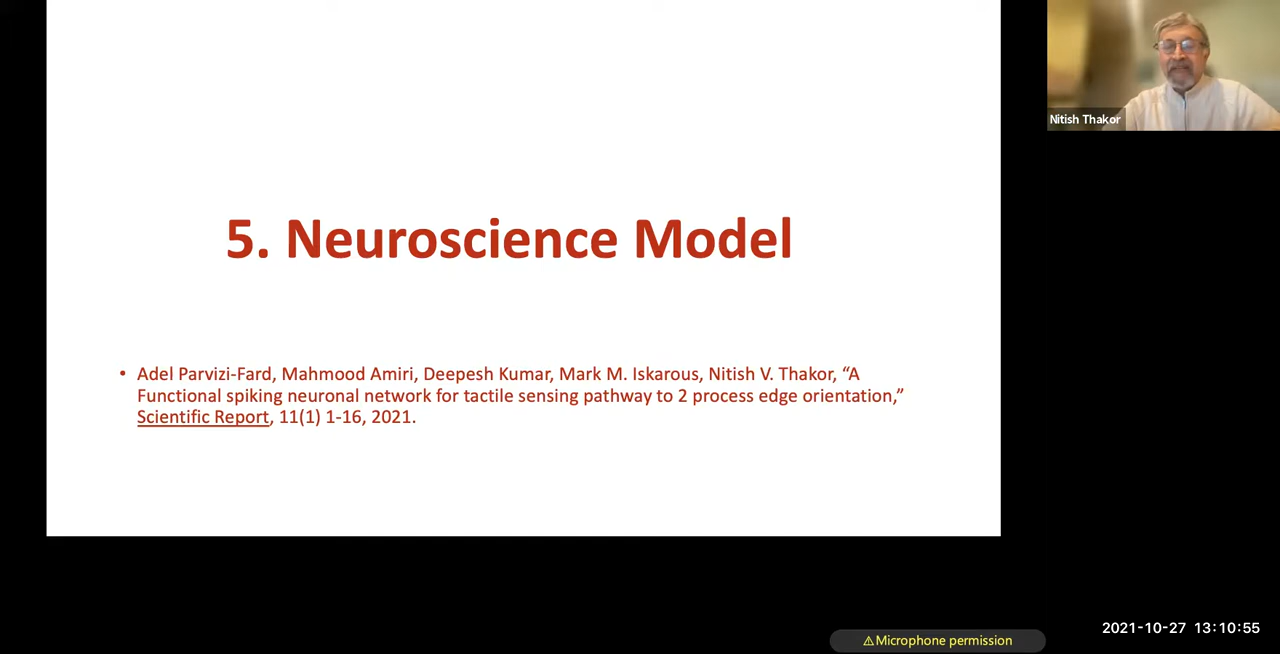 5. Neuroscience Model
• Adel Parvizi-Fard, Mahmood Amiri, Deepesh Kumar, Mark M. Iskarous, Nitish V. Thakor, “A
Functional spiking neuronal network for tactile sensing pathway to 2 process edge orientation,”
Scientific Report, 11(1) 1-16, 2021.
Nitish Thakor
⚠Microphone permission
2021-10-27 13:10:55